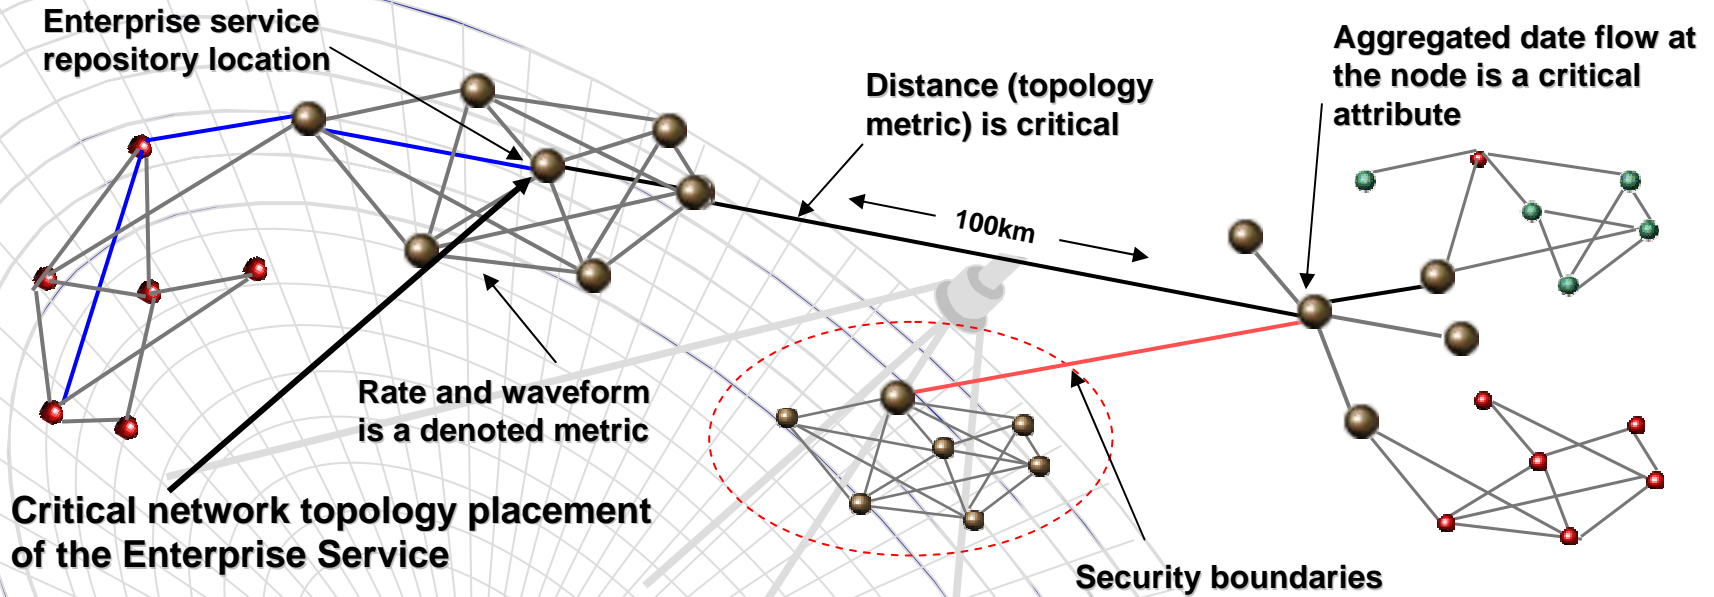 Enterprise service
repository location
Distance (topology
metric) is critical
Aggregated date flow at
the node is a critical
attribute
100km
Rate and waveform
is a denoted metric
Critical network topology placement
of the Enterprise Service
Security boundaries